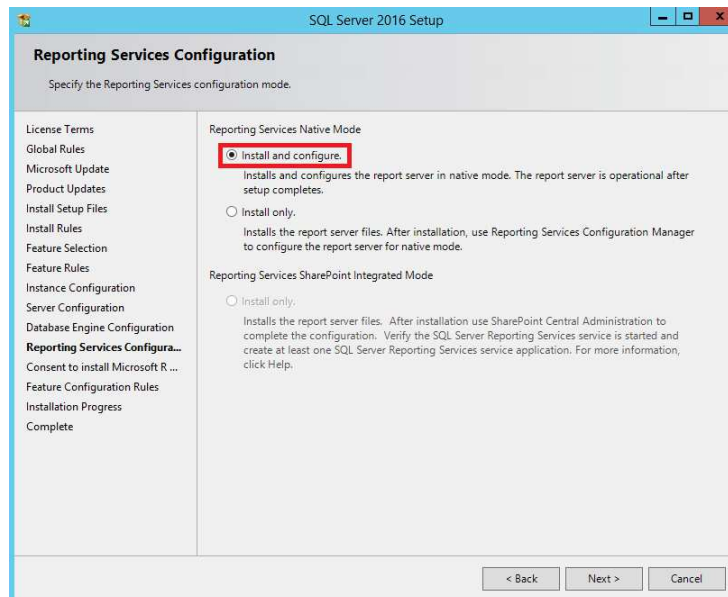 SQL Server 2016 Setup
Reporting Services Configuration
Specify the Reporting Services configuration mode.
License Terms
Global Rules
Microsoft Update
Product Updates
Install Setup Files
Install Rules
Feature Selection
Feature Rules
Instance Configuration
Server Configuration
Database Engine Configuration
Reporting Services Configura...
Consent to install Microsoft R ...
Feature Configuration Rules
Installation Progress
Complete
Reporting Services Native Mode
Install and configure.
Installs and configures the report server in native mode. The report server is operational after
setup completes.
Install only.
Installs the report server files. After installation, use Reporting Services Configuration Manager
to configure the report server for native mode.
Reporting Services SharePoint Integrated Mode
Install only.
Installs the report server files. After installation use SharePoint Central Administration to
complete the configuration. Verify the SQL Server Reporting Services service is started and
create at least one SQL Server Reporting Services service application. For more information,
click Help.
< Back
Next >
Cancel